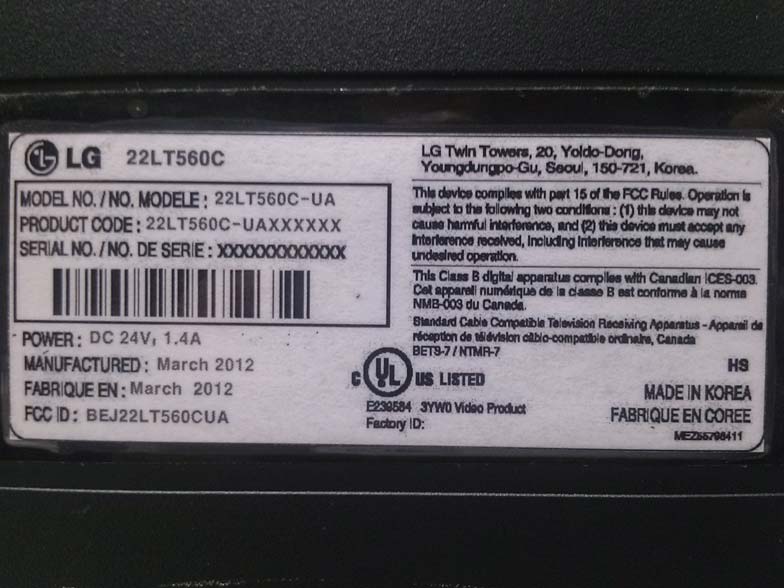 LG 22LT560C
MODEL NO. / NO. MODELE : 22LT560C-UA
PRODUCT CODE : 22LT560C-UAXXXXXX
SERIAL NO. / NO. DE SERIE : XXXXXXXXXXXXX
POWER : DC 24V, 1.4A
MANUFACTURED : March 2012
FABRIQUE EN : March 2012
FCC ID : BEJ22LT560CUA
LG Twin Towers, 20, Yoido-Dong,
Youngdungpo-Gu, Seoul, 150-721, Korea.
This device complies with part 15 of the FCC Rules. Operation is
subject to the following two conditions : (1) this device may not
cause harmful interference, and (2) this device must accept any
interference received, including interference that may cause
undesired operation.
This Class B digital apparatus complies with Canadian ICES-003.
Cet appareil numérique de la classe B est conforme à la norme
NMB-003 du Canada.
Standard Cable Compatible Television Receiving Apparatus - Appareil de
réception de télévision câblo-compatible ordinaire, Canada
BETS-7 / NTMR-7
C UL US LISTED
E239584 3YW0 Video Product
Factory ID:
HS
MADE IN KOREA
FABRIQUE EN COREE